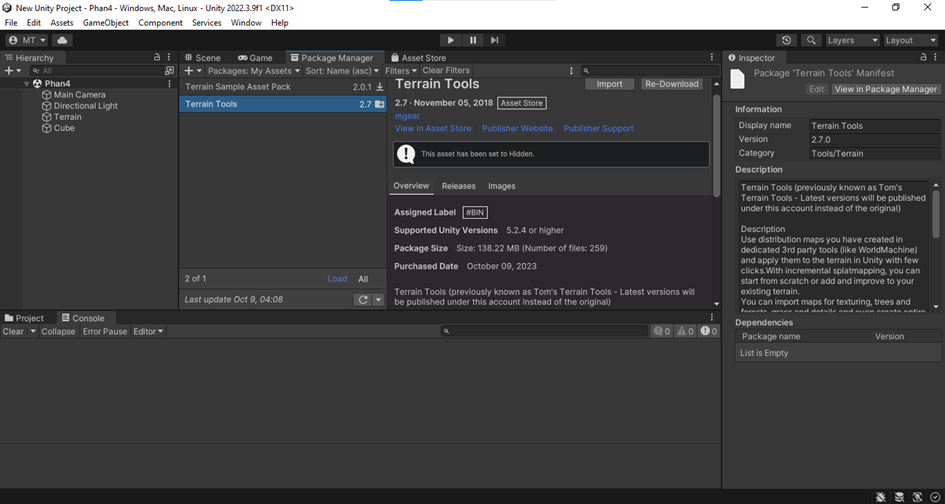 New Unity Project - Phan4 - Windows, Mac, Linux - Unity 2022.3.9f1 <DX11>
File Edit Assets GameObject Component Services Window Help
MT Layers Layout
Hierarchy
All
Phan4
Main Camera
Directional Light
Terrain
Cube
Scene Game Package Manager Asset Store
Packages: My Assets Sort: Name (asc) Filters Clear Filters
Terrain Sample Asset Pack 2.0.1
Terrain Tools 2.7
2 of 1 Load All
Last update Oct 9, 04:08
Terrain Tools Import Re-Download
2.7 · November 05, 2018 Asset Store
mgear
View in Asset Store Publisher Website Publisher Support
This asset has been set to Hidden.
Overview Releases Images
Assigned Label #BIN
Supported Unity Versions 5.2.4 or higher
Package Size Size: 138.22 MB (Number of files: 259)
Purchased Date October 09, 2023
Terrain Tools (previously known as Tom's Terrain Tools - Latest versions will
be published under this account instead of the original)
Inspector
Package 'Terrain Tools' Manifest
Edit View in Package Manager
Information
Display name Terrain Tools
Version 2.7.0
Category Tools/Terrain
Description
Terrain Tools (previously known as Tom's
Terrain Tools - Latest versions will be published
under this account instead of the original)
Description
Use distribution maps you have created in
dedicated 3rd party tools (like WorldMachine)
and apply them to the terrain in Unity with few
clicks.With incremental splatmapping, you can
start from scratch or add and improve to your
existing terrain.
You can import maps for texturing, trees and
forests, grass and details and even create entire
Dependencies
Package name Version
List is Empty
Project Console
Clear Collapse Error Pause Editor 0 0 0